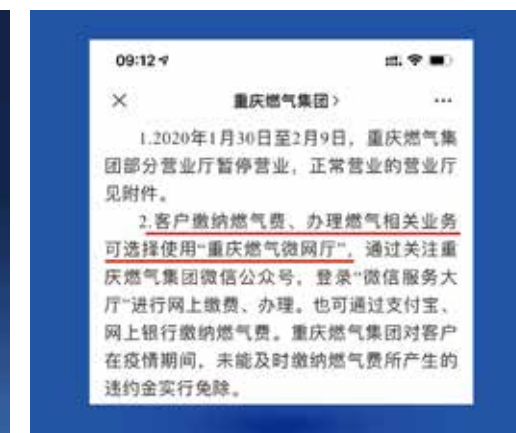 09:12
重庆燃气集团>
1.2020年1月30日至2月9日，重庆燃气集
团部分营业厅暂停营业，正常营业的营业厅
见附件。
2.客户缴纳燃气费、办理燃气相关业务
可选择使用“重庆燃气微网厅”，通过关注重
庆燃气集团微信公众号，登录“微信服务大
厅”进行网上缴费、办理。也可通过支付宝、
网上银行缴纳燃气费。重庆燃气集团对客户
在疫情期间，未能及时缴纳燃气费所产生的
违约金实行免除。